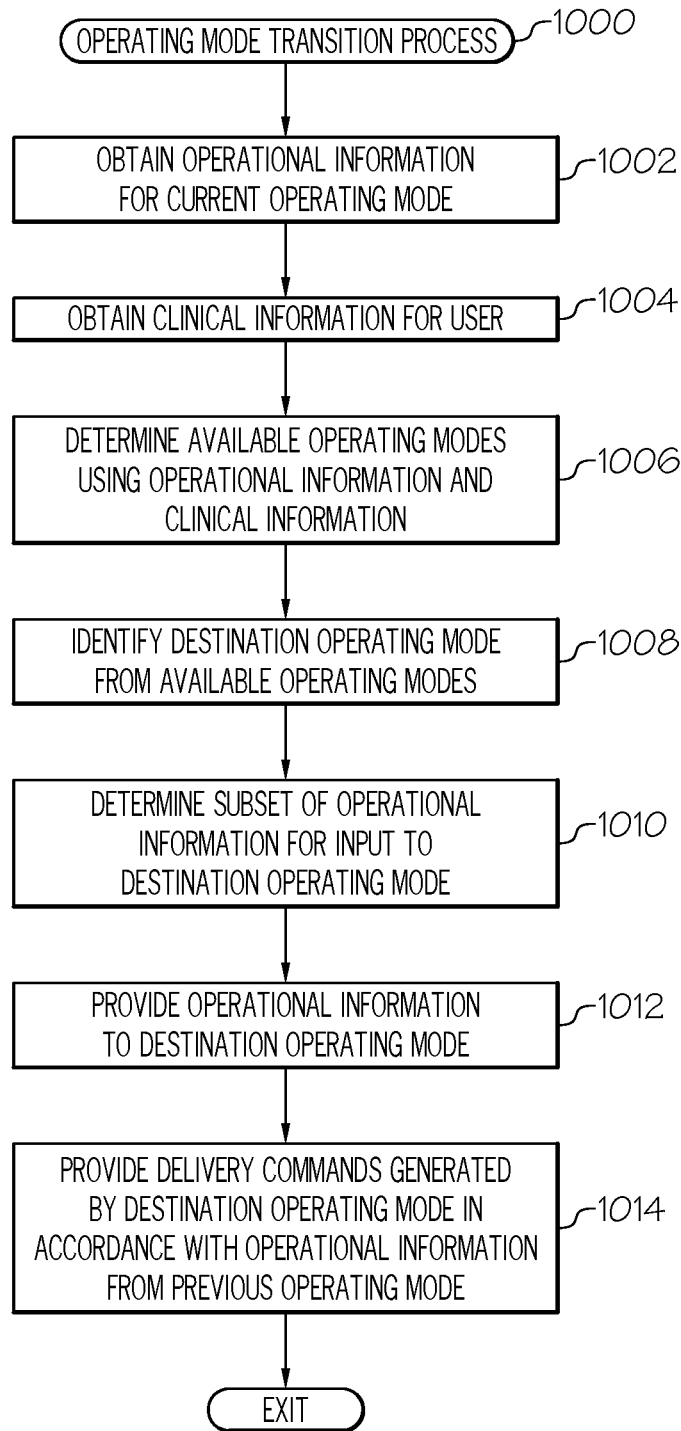 OPERATING MODE TRANSITION PROCESS
1000
OBTAIN OPERATIONAL INFORMATION
FOR CURRENT OPERATING MODE
1002
OBTAIN CLINICAL INFORMATION FOR USER
1004
DETERMINE AVAILABLE OPERATING MODES
USING OPERATIONAL INFORMATION AND
CLINICAL INFORMATION
1006
IDENTIFY DESTINATION OPERATING MODE
FROM AVAILABLE OPERATING MODES
1008
DETERMINE SUBSET OF OPERATIONAL
INFORMATION FOR INPUT TO
DESTINATION OPERATING MODE
1010
PROVIDE OPERATIONAL INFORMATION
TO DESTINATION OPERATING MODE
1012
PROVIDE DELIVERY COMMANDS GENERATED
BY DESTINATION OPERATING MODE IN
ACCORDANCE WITH OPERATIONAL INFORMATION
FROM PREVIOUS OPERATING MODE
1014
EXIT